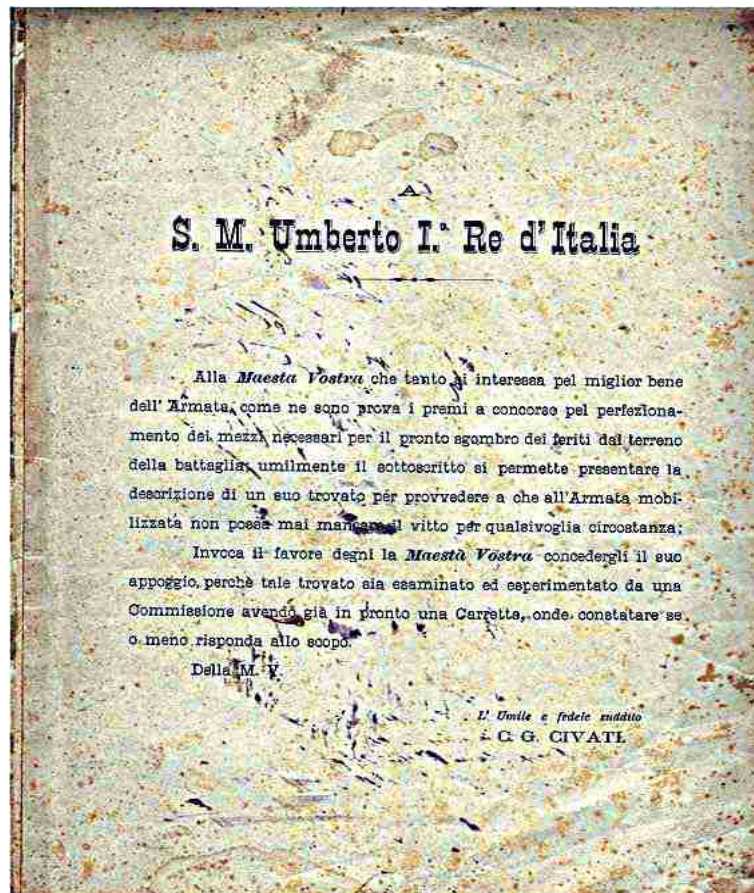 A
S. M. Umberto I.° Re d'Italia
Alla Maestà Vostra che tanto si interessa pel miglior bene
dell'Armata, come ne sono prova i premi a concorso pel perfeziona-
mento dei mezzi necessari per il pronto sgombro dei feriti dal terreno
della battaglia; umilmente il sottoscritto si permette presentare la
descrizione di un suo trovato per provvedere a che all'Armata mobi-
lizzata non possa mai mancare il vitto per qualsivoglia circostanza;
Invoca il favore degni la Maestà Vostra concedergli il suo
appoggio, perchè tale trovato sia esaminato ed esperimentato da una
Commissione avendo già in pronto una Carretta, onde constatare se
o meno risponda allo scopo.
Della M. V.
L'Umile e fedele suddito
C. G. CIVATI.